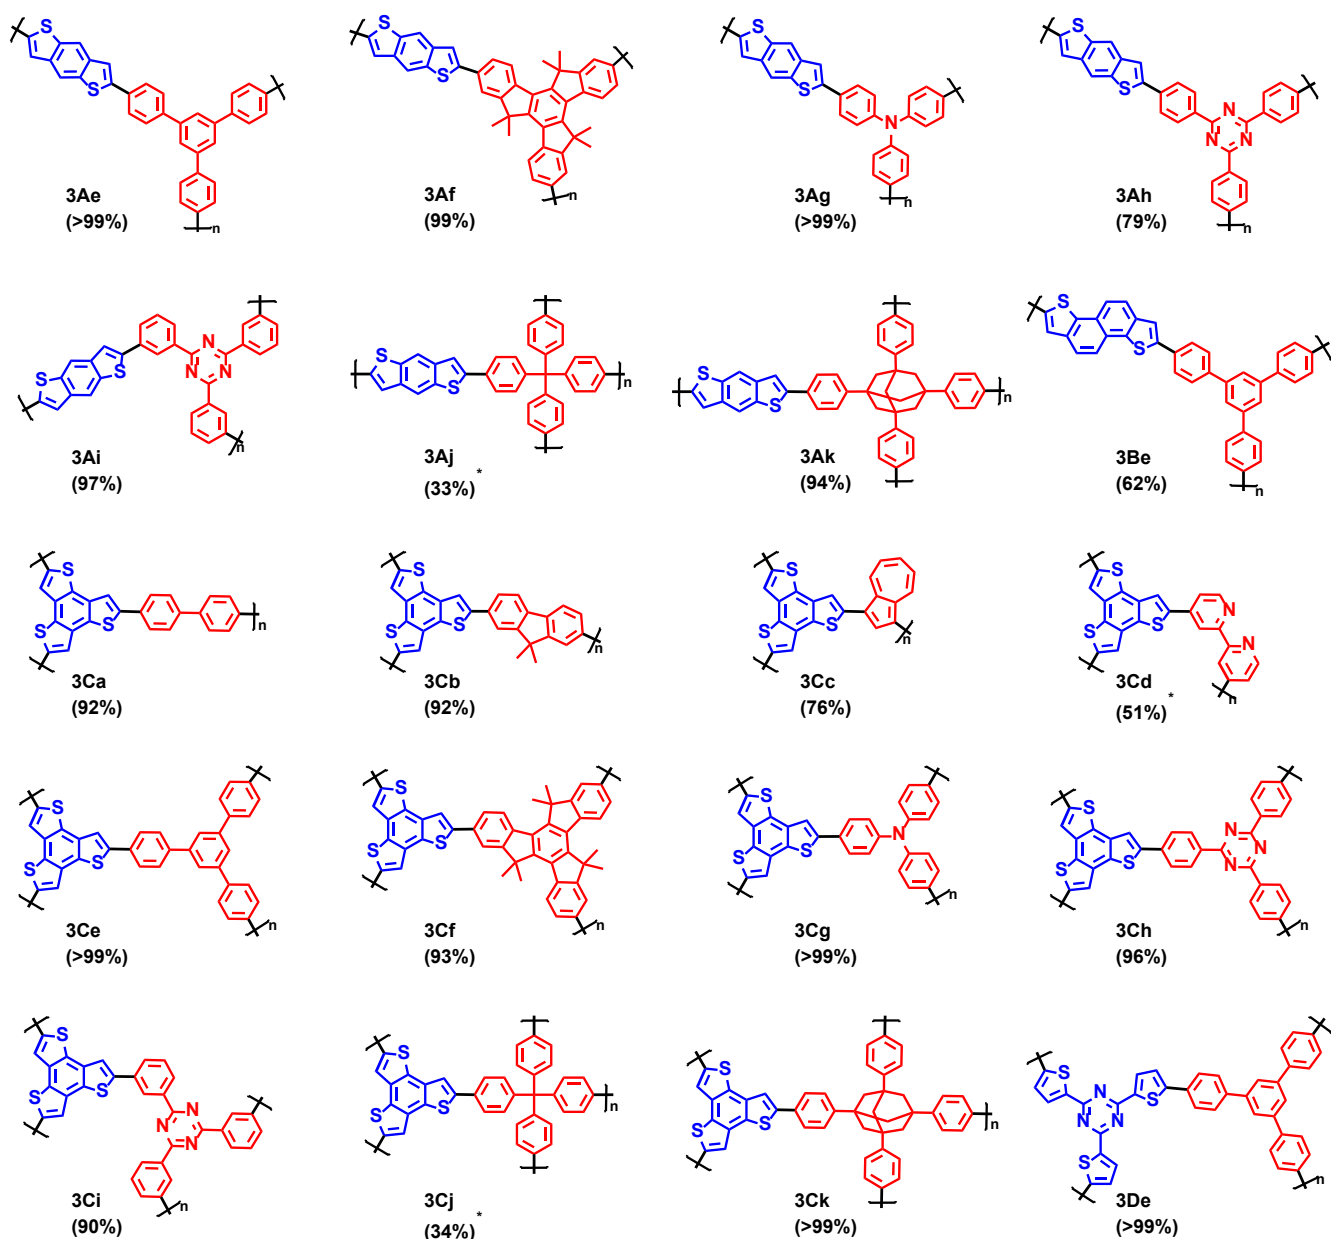 S
S
n
3Ae
(>99%)
S
S
n
3Af
(99%)
S
S
N
n
3Ag
(>99%)
S
S
N
N
N
n
3Ah
(79%)
S
S
N
N
N
n
3Ai
(97%)
S
S
n
3Aj
(33%)*
S
S
n
3Ak
(94%)
S
S
n
3Be
(62%)
S
S
S
n
3Ca
(92%)
S
S
S
n
3Cb
(92%)
S
S
S
n
3Cc
(76%)
S
S
S
N
N
n
3Cd
(51%)*
S
S
S
n
3Ce
(>99%)
S
S
S
n
3Cf
(93%)
S
S
S
N
n
3Cg
(>99%)
S
S
S
N
N
N
n
3Ch
(96%)
S
S
S
N
N
N
n
3Ci
(90%)
S
S
S
n
3Cj
(34%)*
S
S
S
n
3Ck
(>99%)
S
S
S
N
N
N
n
3De
(>99%)